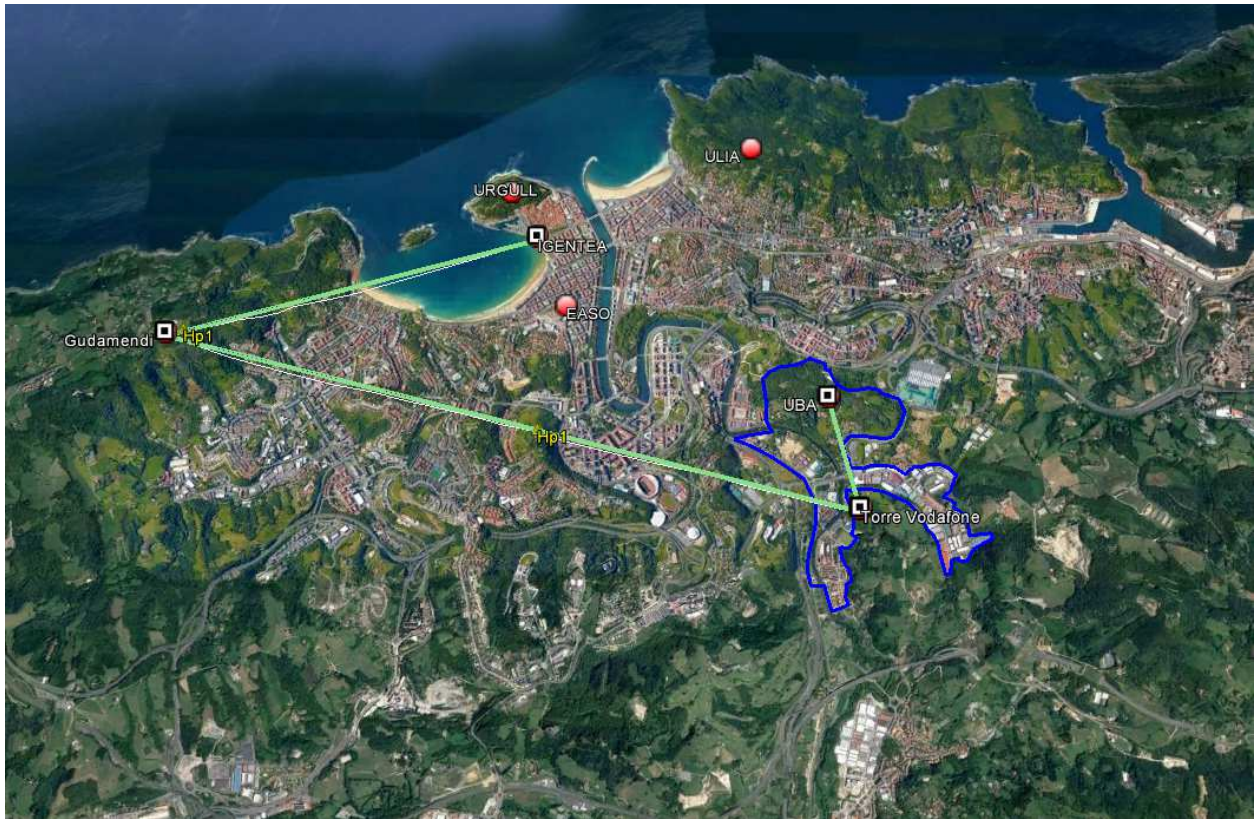 ULIA
URGULL
IGENTEA
EASO
Gudamendi
Hp1
UBA
Hp1
Torre Vodafone